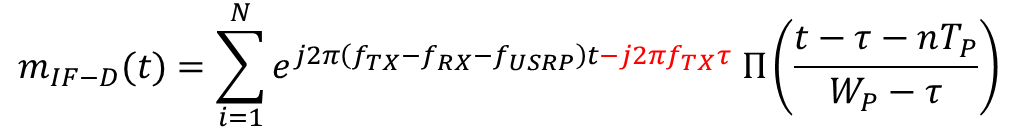 $m_{IF-D}(t) = \sum_{i=1}^{N} e^{j2\pi(f_{TX}-f_{RX}-f_{USRP})t-j2\pi f_{TX}\tau} \prod \left( \frac{t-\tau-nT_P}{W_P-\tau} \right)$